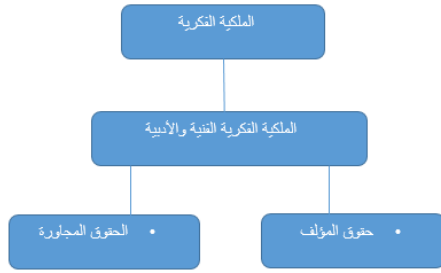 الملكية الفكرية
الملكية الفكرية الفنية والأدبية
• حقوق المؤلف
• الحقوق المجاورة